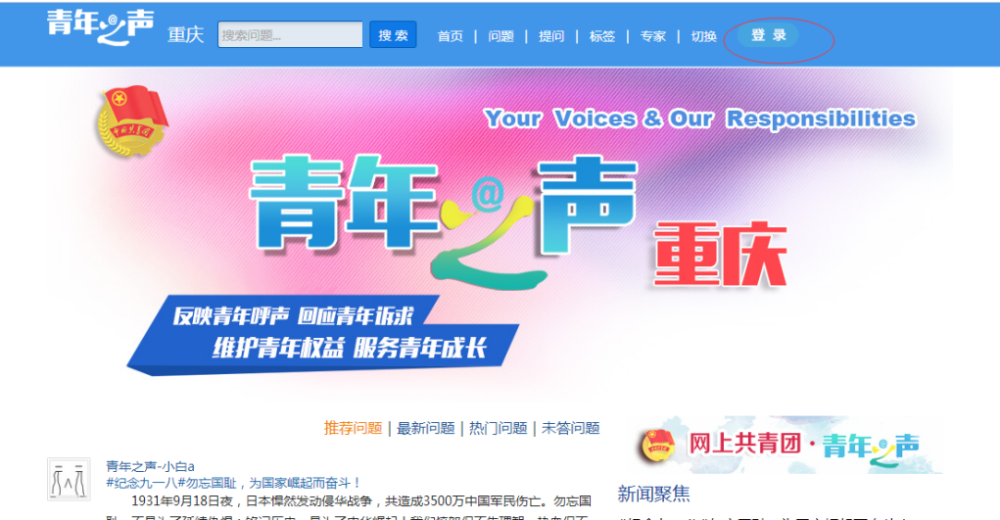 青年之声 重庆 搜索问题... 搜 索 首页 | 问题 | 提问 | 标签 | 专家 | 切换 登 录
Your Voices & Our Responsibilities
中国共青团
青年@之声
重庆
反映青年呼声 回应青年诉求
维护青年权益 服务青年成长
推荐问题 | 最新问题 | 热门问题 | 未答问题
网上共青团·青年之声
新闻聚焦
青年之声-小白a
#纪念九一八#勿忘国耻，为国家崛起而奋斗！
1931年9月18日夜，日本悍然发动侵华战争，共造成3500万中国军民伤亡。勿忘国